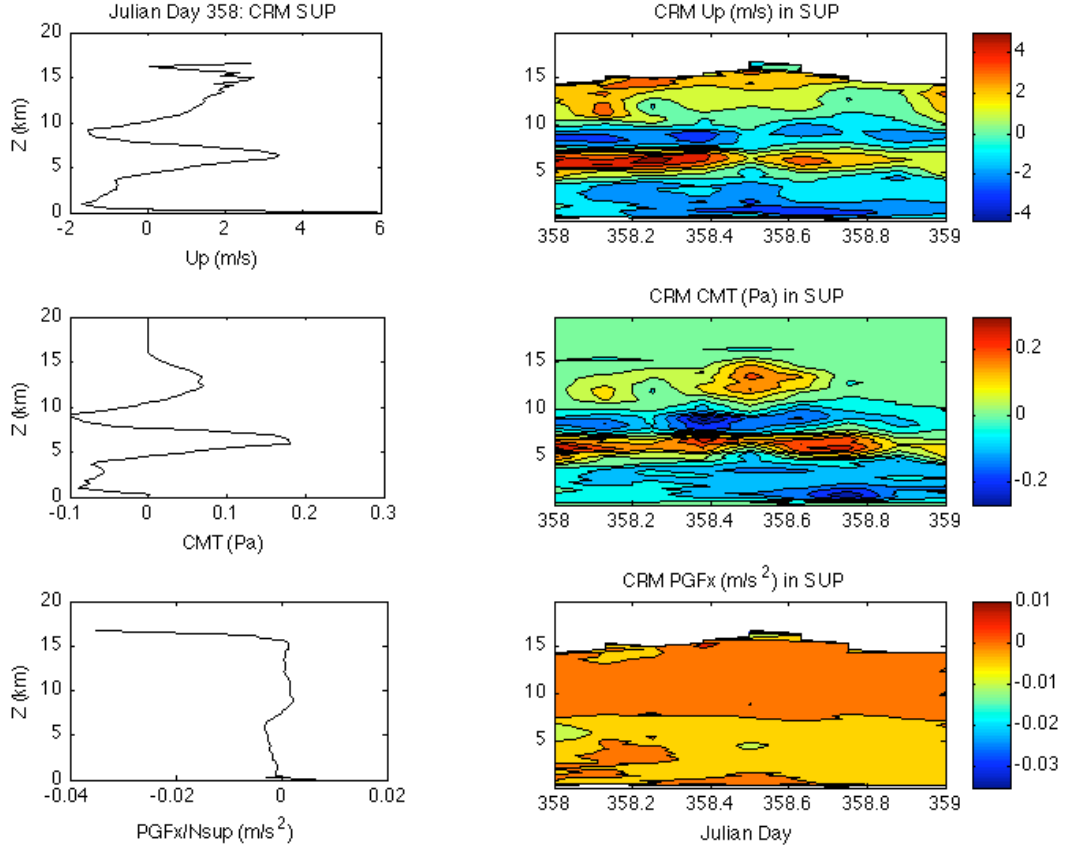 Julian Day 358: CRM SUP
20
15
10
5
0
Z (km)
-2 0 2 4 6
Up (m/s)
CRM Up (m/s) in SUP
15
10
5
358 358.2 358.4 358.6 358.8 359
4
2
0
-2
-4
20
15
10
5
0
-0.1 0 0.1 0.2 0.3
CMT (Pa)
CRM CMT (Pa) in SUP
15
10
5
358 358.2 358.4 358.6 358.8 359
0.2
0
-0.2
20
15
10
5
0
Z (km)
-0.04 -0.02 0 0.02
PGFx/Nsup (m/s²)
CRM PGFx (m/s²) in SUP
15
10
5
358 358.2 358.4 358.6 358.8 359
Julian Day
0.01
0
-0.01
-0.02
-0.03